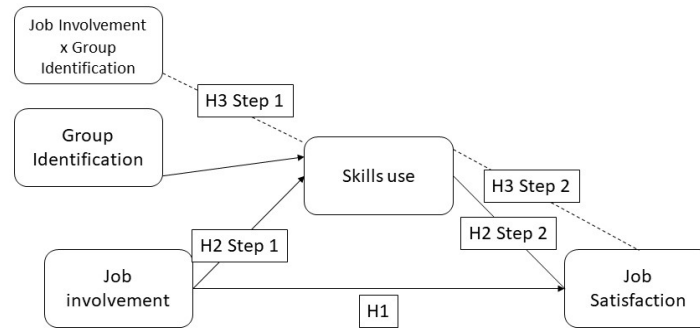 Job Involvement
x Group
Identification
H3 Step 1
Group
Identification
Skills use
H3 Step 2
H2 Step 1
H2 Step 2
Job
involvement
Job
Satisfaction
H1